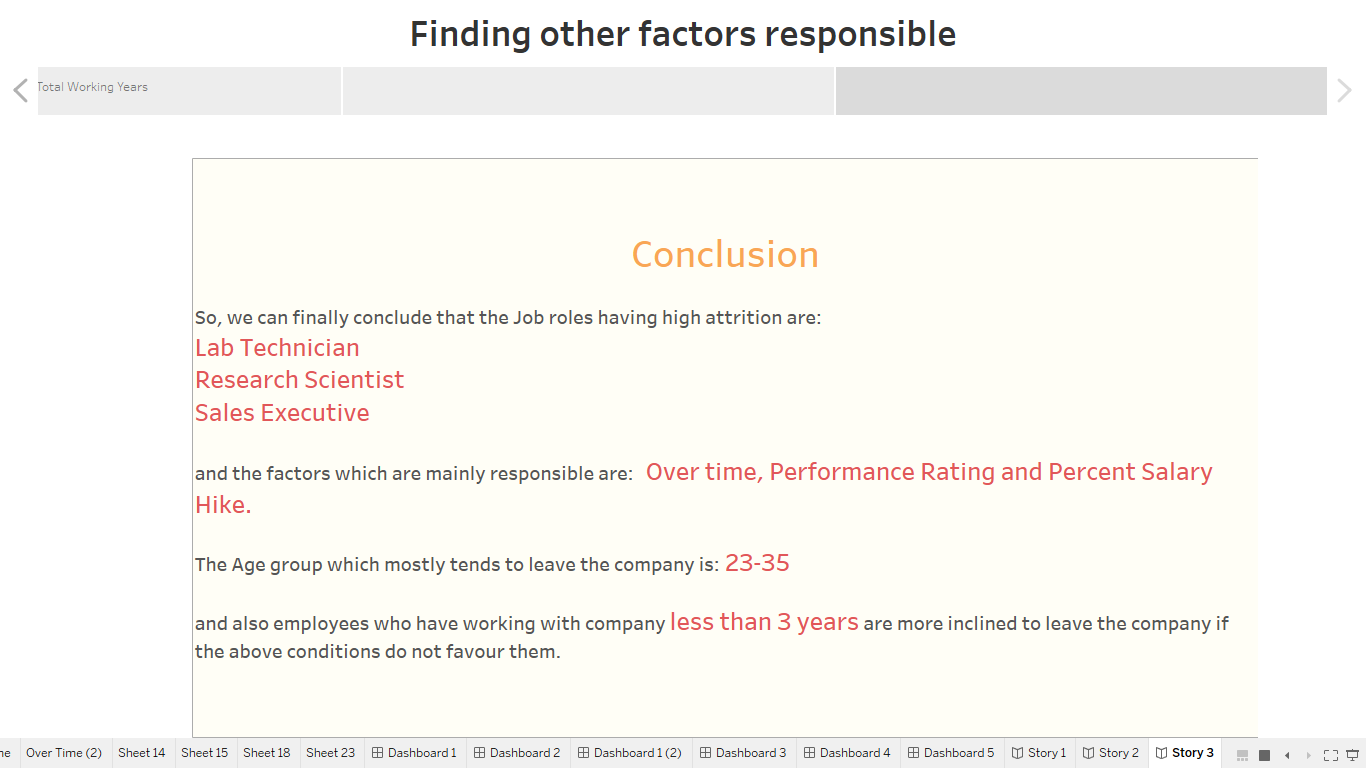 Finding other factors responsible
Total Working Years
Conclusion
So, we can finally conclude that the Job roles having high attrition are:
Lab Technician
Research Scientist
Sales Executive
and the factors which are mainly responsible are: Over time, Performance Rating and Percent Salary
Hike.
The Age group which mostly tends to leave the company is: 23-35
and also employees who have working with company less than 3 years are more inclined to leave the company if
the above conditions do not favour them.
Over Time (2) Sheet 14 Sheet 15 Sheet 18 Sheet 23 Dashboard 1 Dashboard 2 Dashboard 1 (2) Dashboard 3 Dashboard 4 Dashboard 5 Story 1 Story 2 Story 3